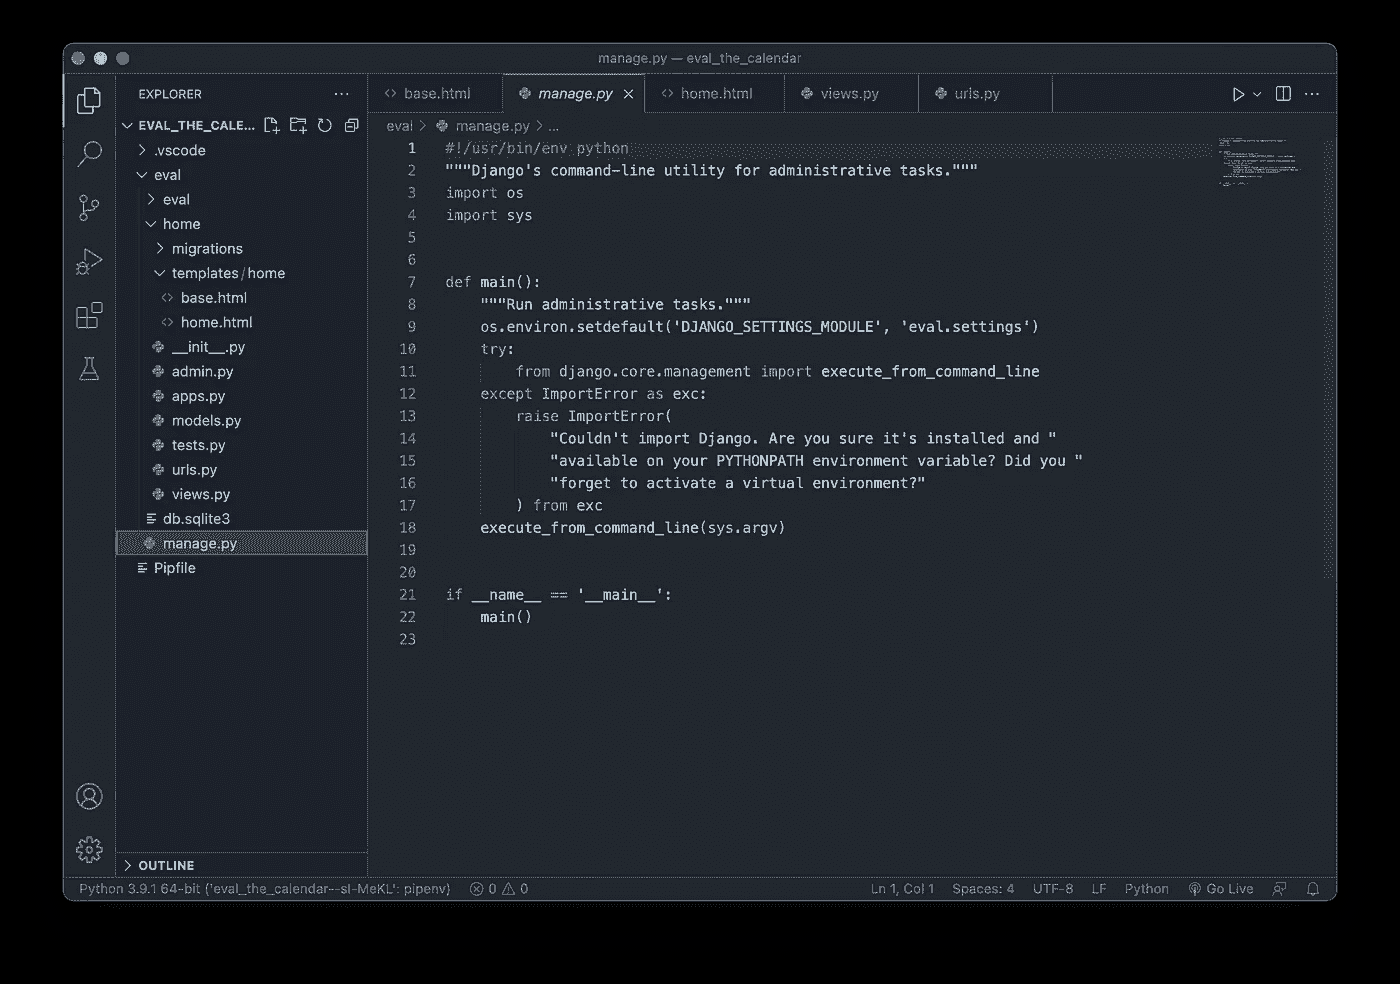 manage.py — eval_the_calendar
EXPLORER
base.html
manage.py
home.html
views.py
urls.py
EVAL_THE_CALE...
.vscode
eval
eval
home
migrations
templates/home
base.html
home.html
__init__.py
admin.py
apps.py
models.py
tests.py
urls.py
views.py
db.sqlite3
manage.py
Pipfile
OUTLINE
eval > manage.py > ...
1 #!/usr/bin/env python
2 """Django's command-line utility for administrative tasks."""
3 import os
4 import sys
5
6
7 def main():
8 """Run administrative tasks."""
9 os.environ.setdefault('DJANGO_SETTINGS_MODULE', 'eval.settings')
10 try:
11 from django.core.management import execute_from_command_line
12 except ImportError as exc:
13 raise ImportError(
14 "Couldn't import Django. Are you sure it's installed and "
15 "available on your PYTHONPATH environment variable? Did you "
16 "forget to activate a virtual environment?"
17 ) from exc
18 execute_from_command_line(sys.argv)
19
20
21 if __name__ == '__main__':
22 main()
23
Python 3.9.1 64-bit ('eval_the_calendar--sI-MeKL': pipenv) 0 0 Ln 1, Col 1 Spaces: 4 UTF-8 LF Python Go Live